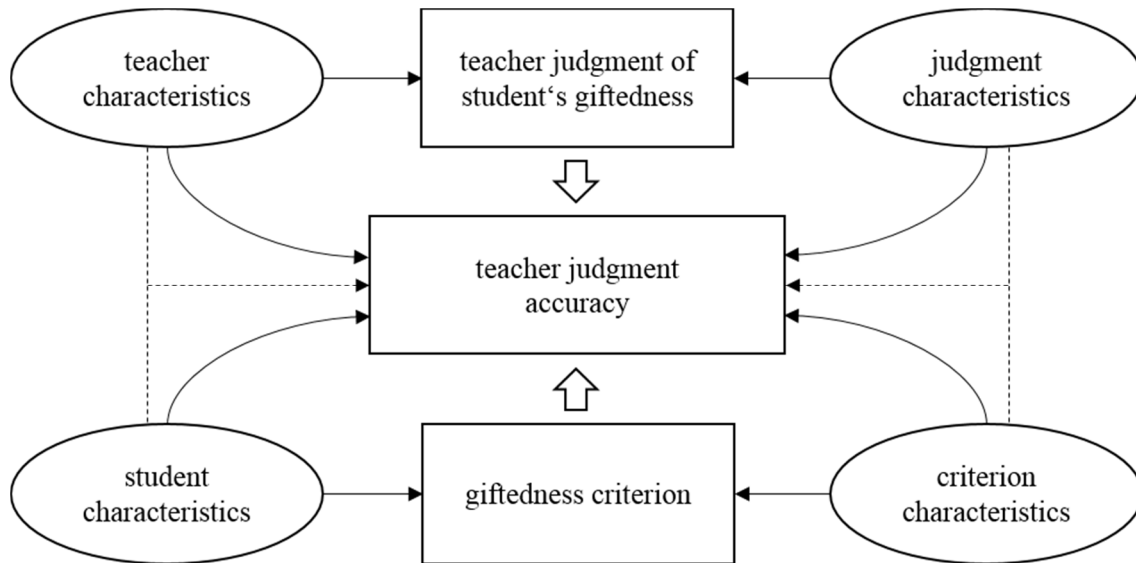 teacher
characteristics
teacher judgment of
student‘s giftedness
judgment
characteristics
teacher judgment
accuracy
student
characteristics
giftedness criterion
criterion
characteristics